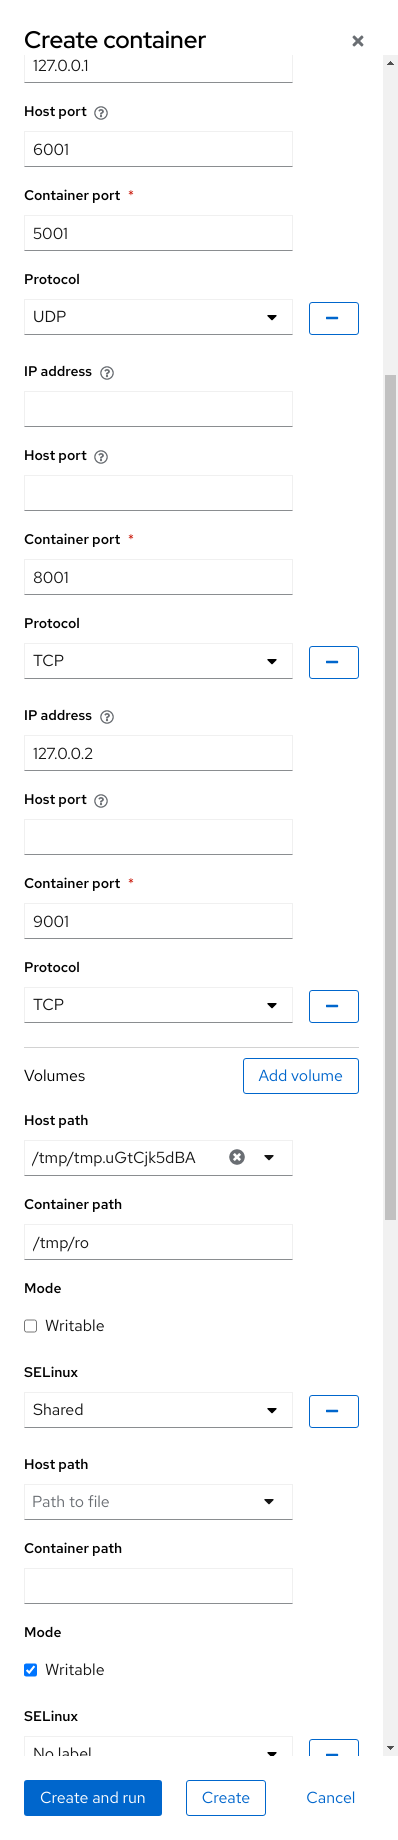 Create container
127.0.0.1
Host port
6001
Container port *
5001
Protocol
UDP
IP address
Host port
Container port *
8001
Protocol
TCP
IP address
127.0.0.2
Host port
Container port *
9001
Protocol
TCP
Volumes
Add volume
Host path
/tmp/tmp.uGtCjk5dBA
Container path
/tmp/ro
Mode
Writable
SELinux
Shared
Host path
Path to file
Container path
Mode
Writable
SELinux
No label
Create and run
Create
Cancel